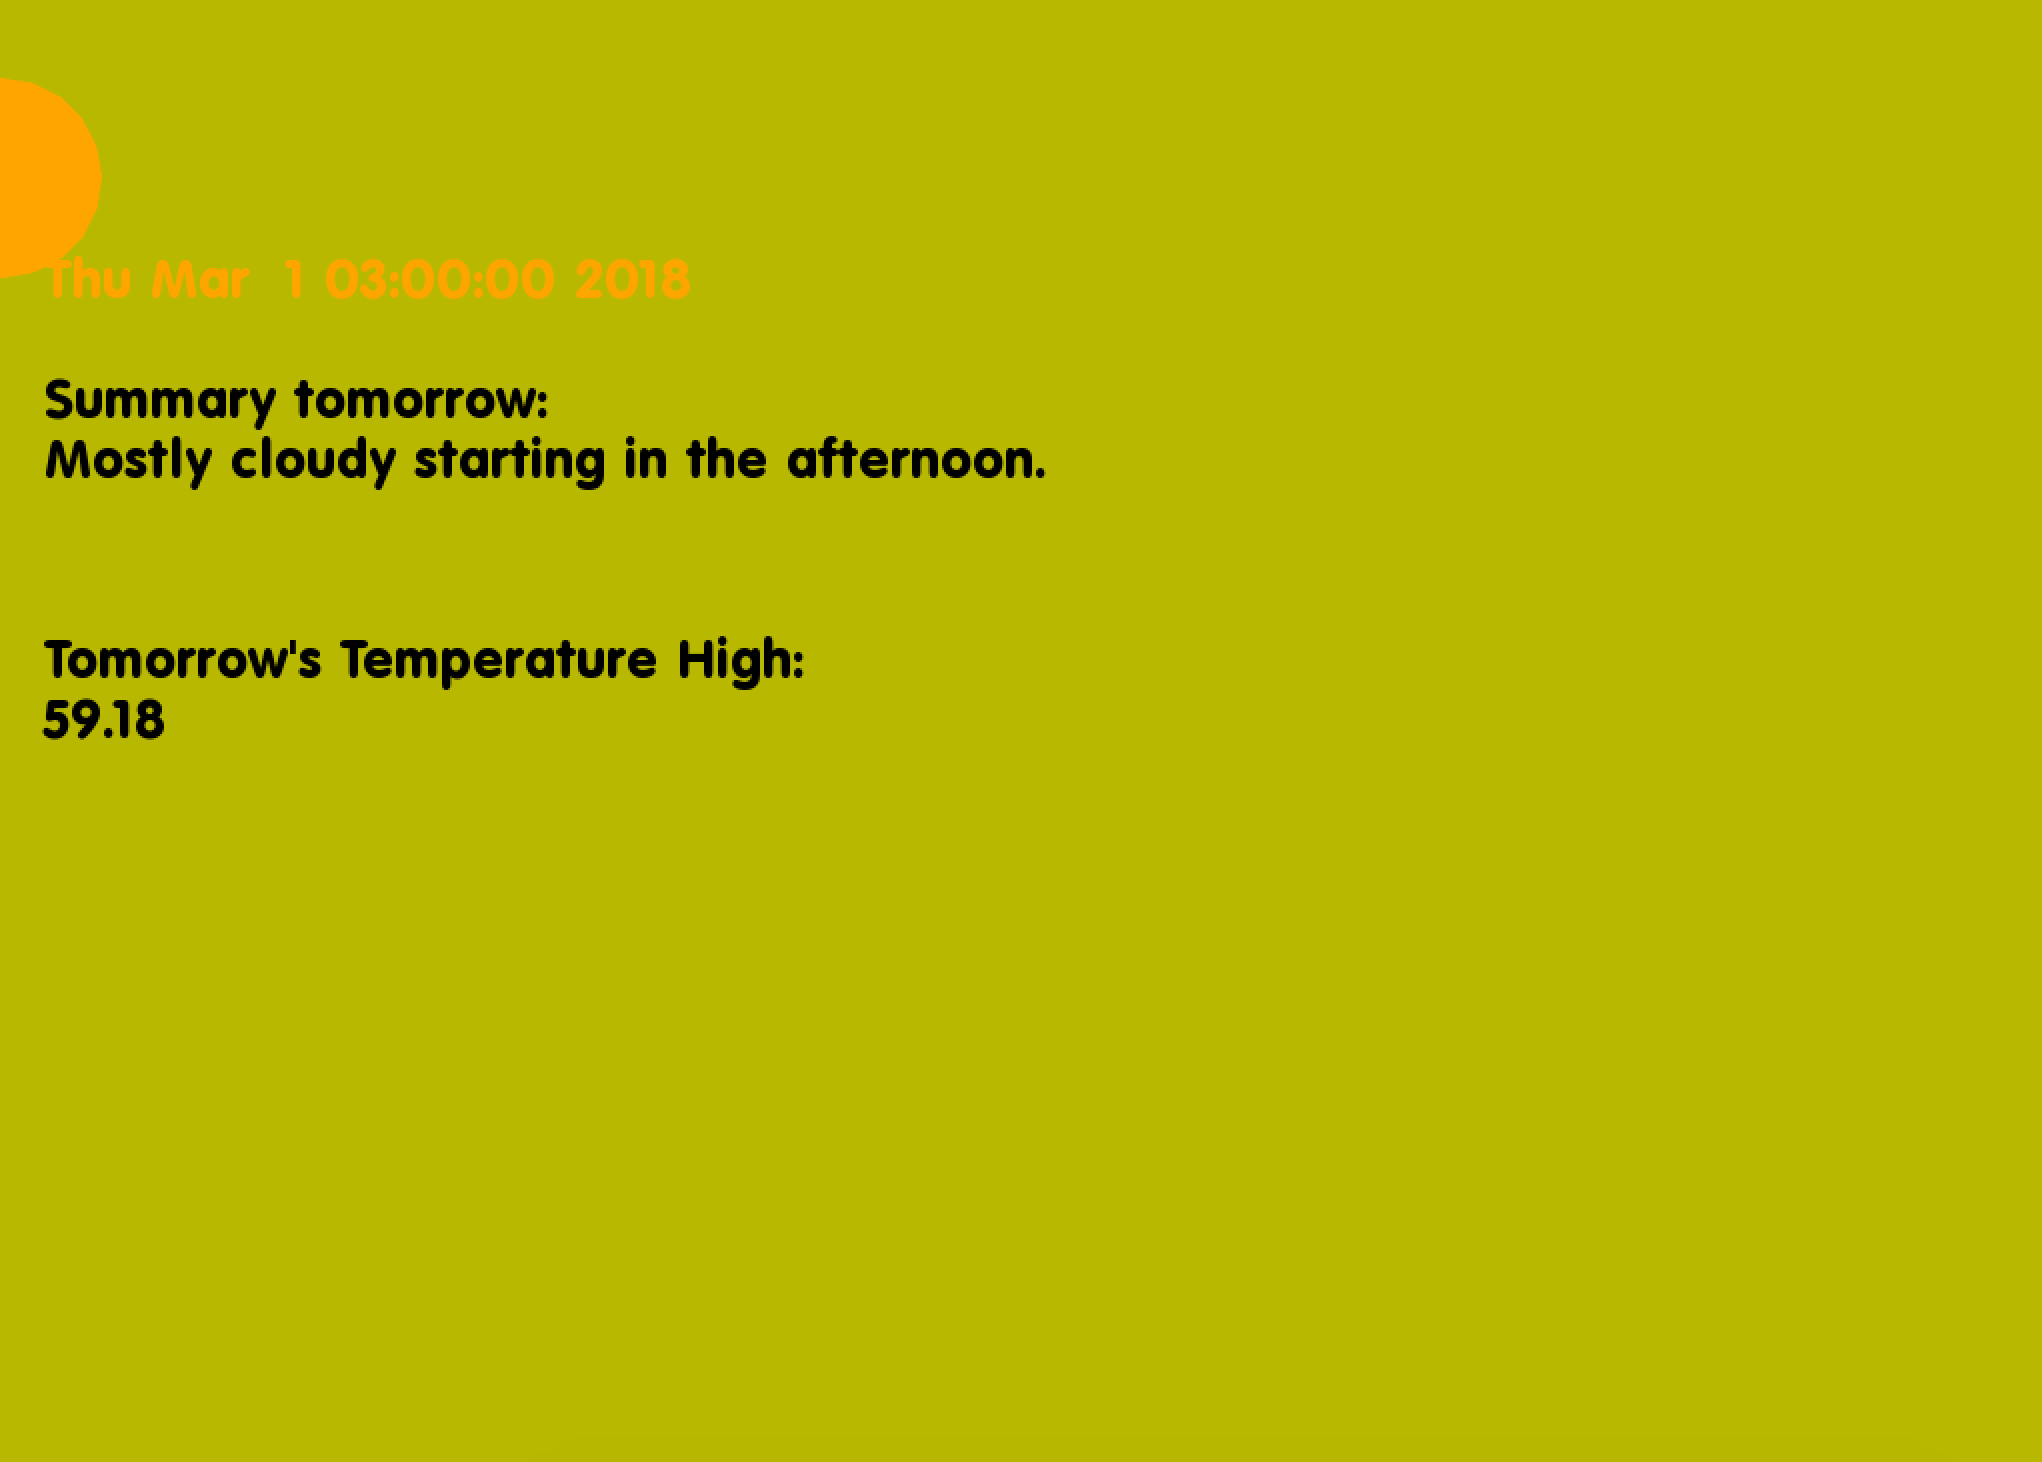 Thu Mar  1 03:00:00 2018
Summary tomorrow:
Mostly cloudy starting in the afternoon.
Tomorrow's Temperature High:
59.18